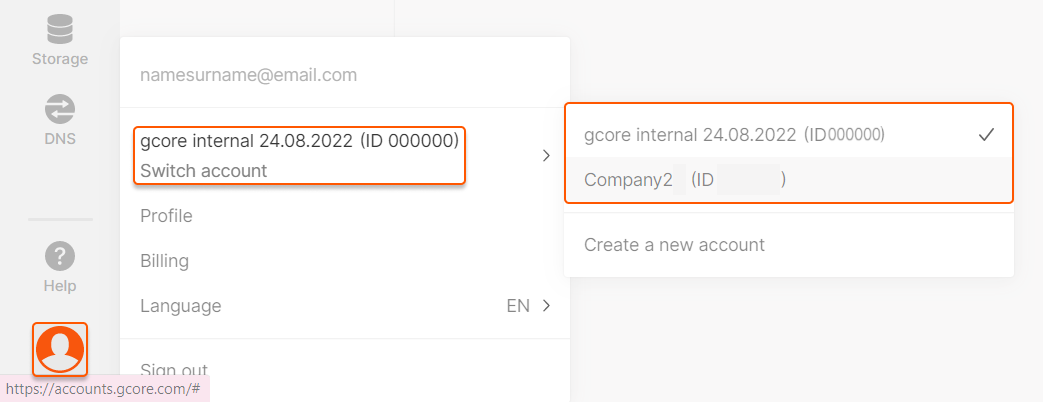 Storage
DNS
Help
https://accounts.gcore.com/#
namesurname@email.com
gcore internal 24.08.2022 (ID 000000)
Switch account
Profile
Billing
Language EN
Sign out
gcore internal 24.08.2022 (ID000000)
Company2 (ID )
Create a new account